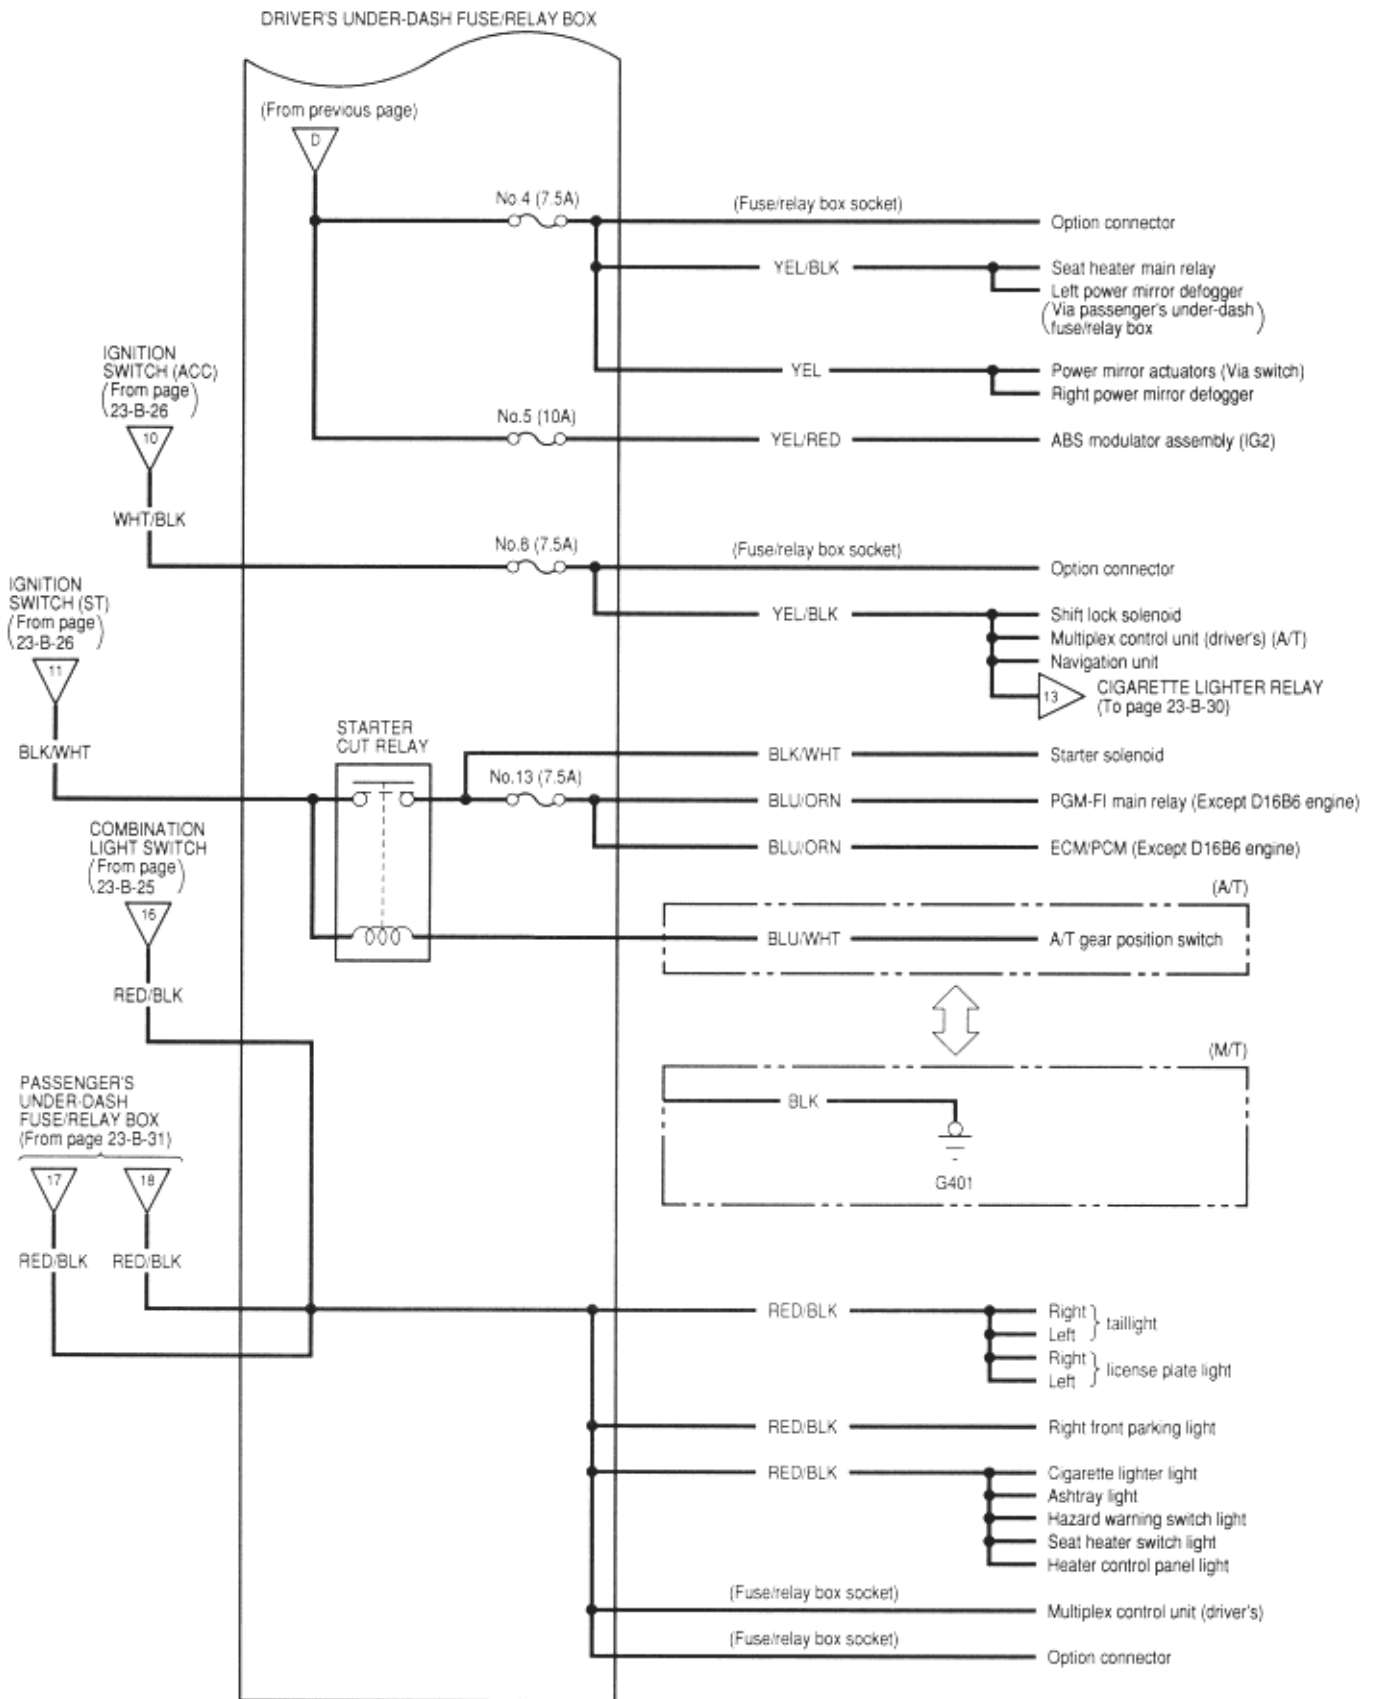 DRIVER'S UNDER-DASH FUSE/RELAY BOX
(From previous page)
D
No.4 (7.5A)
(Fuse/relay box socket)
Option connector
YEL/BLK
Seat heater main relay
Left power mirror defogger
(Via passenger's under-dash
fuse/relay box)
YEL
Power mirror actuators (Via switch)
Right power mirror defogger
No.5 (10A)
YEL/RED
ABS modulator assembly (IG2)
IGNITION
SWITCH (ACC)
(From page
23-B-26)
10
WHT/BLK
No.8 (7.5A)
(Fuse/relay box socket)
Option connector
YEL/BLK
Shift lock solenoid
Multiplex control unit (driver's) (A/T)
Navigation unit
13
CIGARETTE LIGHTER RELAY
(To page 23-B-30)
IGNITION
SWITCH (ST)
(From page
23-B-26)
11
BLK/WHT
STARTER
CUT RELAY
BLK/WHT
Starter solenoid
No.13 (7.5A)
BLU/ORN
PGM-FI main relay (Except D16B6 engine)
BLU/ORN
ECM/PCM (Except D16B6 engine)
(A/T)
BLU/WHT
A/T gear position switch
(M/T)
BLK
G401
COMBINATION
LIGHT SWITCH
(From page
23-B-25)
16
RED/BLK
PASSENGER'S
UNDER-DASH
FUSE/RELAY BOX
(From page 23-B-31)
17
18
RED/BLK
RED/BLK
RED/BLK
Right
Left
taillight
Right
Left
license plate light
RED/BLK
Right front parking light
RED/BLK
Cigarette lighter light
Ashtray light
Hazard warning switch light
Seat heater switch light
Heater control panel light
(Fuse/relay box socket)
Multiplex control unit (driver's)
(Fuse/relay box socket)
Option connector